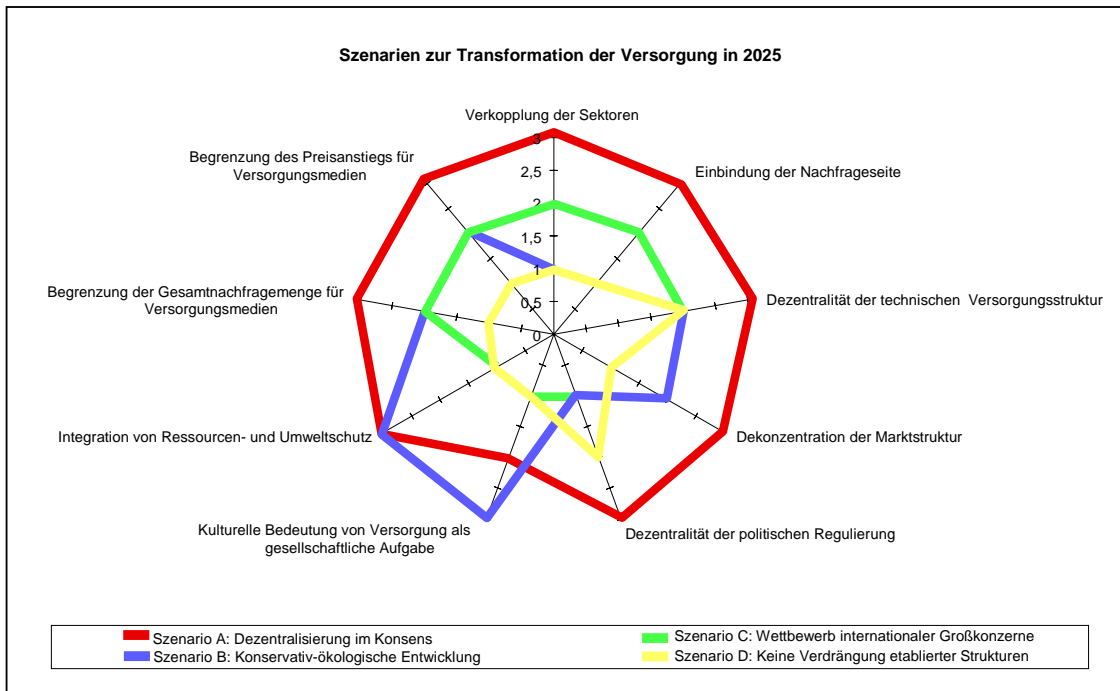 Szenarien zur Transformation der Versorgung in 2025
Verkopplung der Sektoren
Einbindung der Nachfrageseite
Dezentralität der technischen Versorgungsstruktur
Dekonzentration der Marktstruktur
Dezentralität der politischen Regulierung
Kulturelle Bedeutung von Versorgung als
gesellschaftliche Aufgabe
Integration von Ressourcen- und Umweltschutz
Begrenzung der Gesamtnachfragemenge für
Versorgungsmedien
Begrenzung des Preisanstiegs für
Versorgungsmedien
3
2,5
2
1,5
1
0,5
0
Szenario A: Dezentralisierung im Konsens
Szenario B: Konservativ-ökologische Entwicklung
Szenario C: Wettbewerb internationaler Großkonzerne
Szenario D: Keine Verdrängung etablierter Strukturen